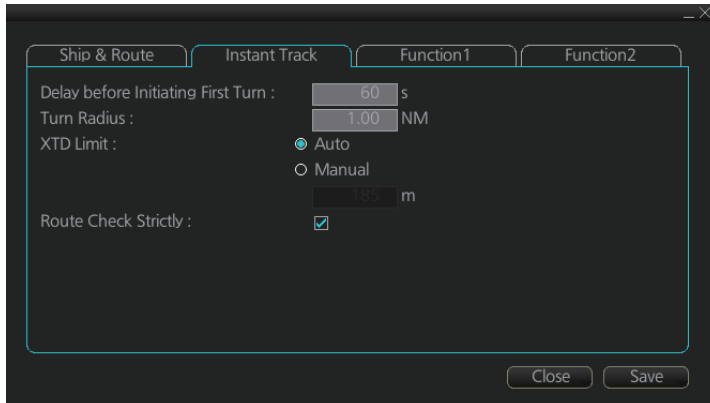 Ship & Route Instant Track Function1 Function2
Delay before Initiating First Turn : 60 s
Turn Radius : 1.00 NM
XTD Limit : Auto
Manual
185 m
Route Check Strictly :
Close Save